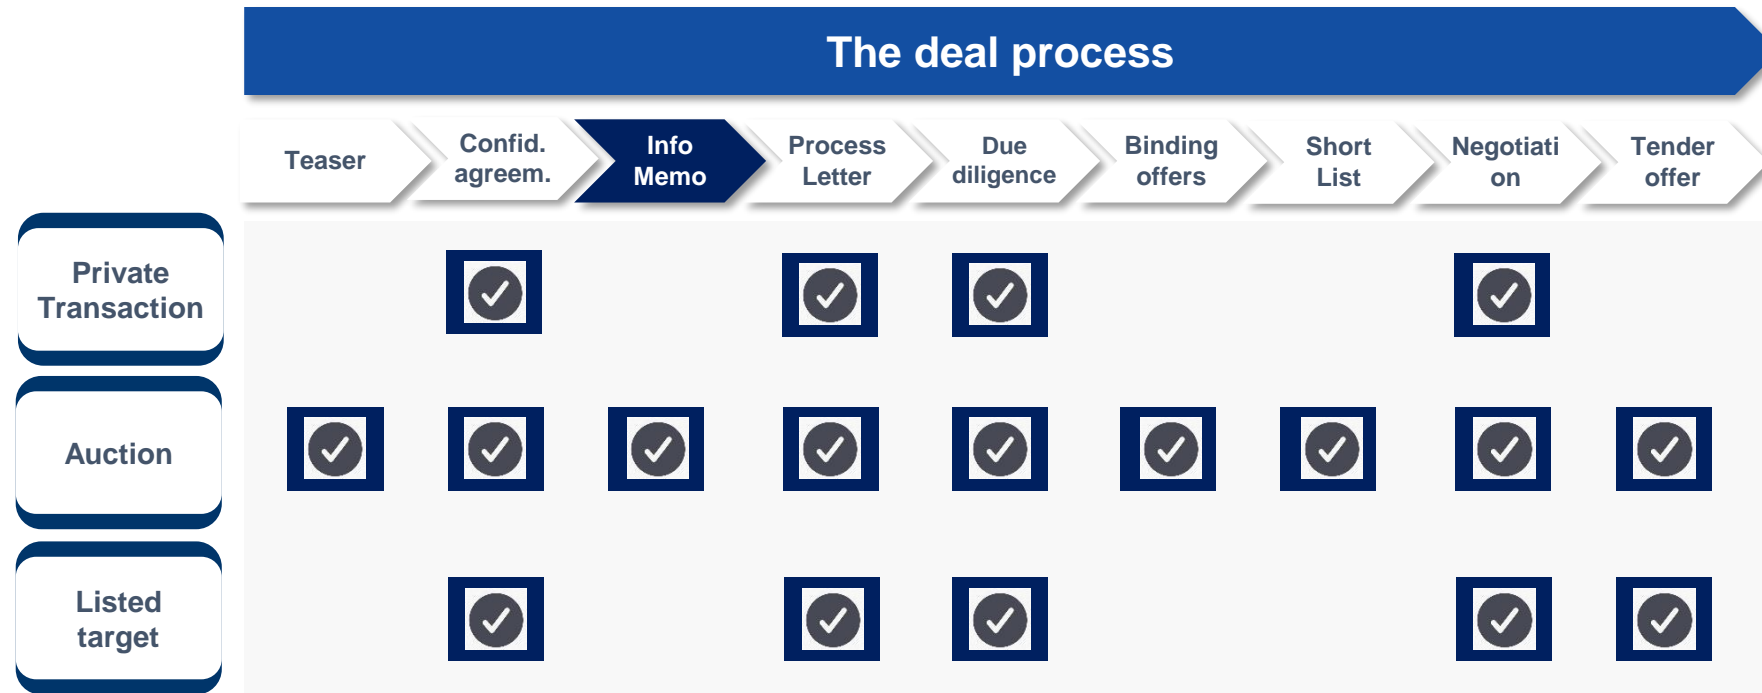 The deal process
Teaser
Confid.
agreem.
Info
Memo
Process
Letter
Due
diligence
Binding
offers
Short
List
Negotiati
on
Tender
offer
Private
Transaction
Auction
Listed
target